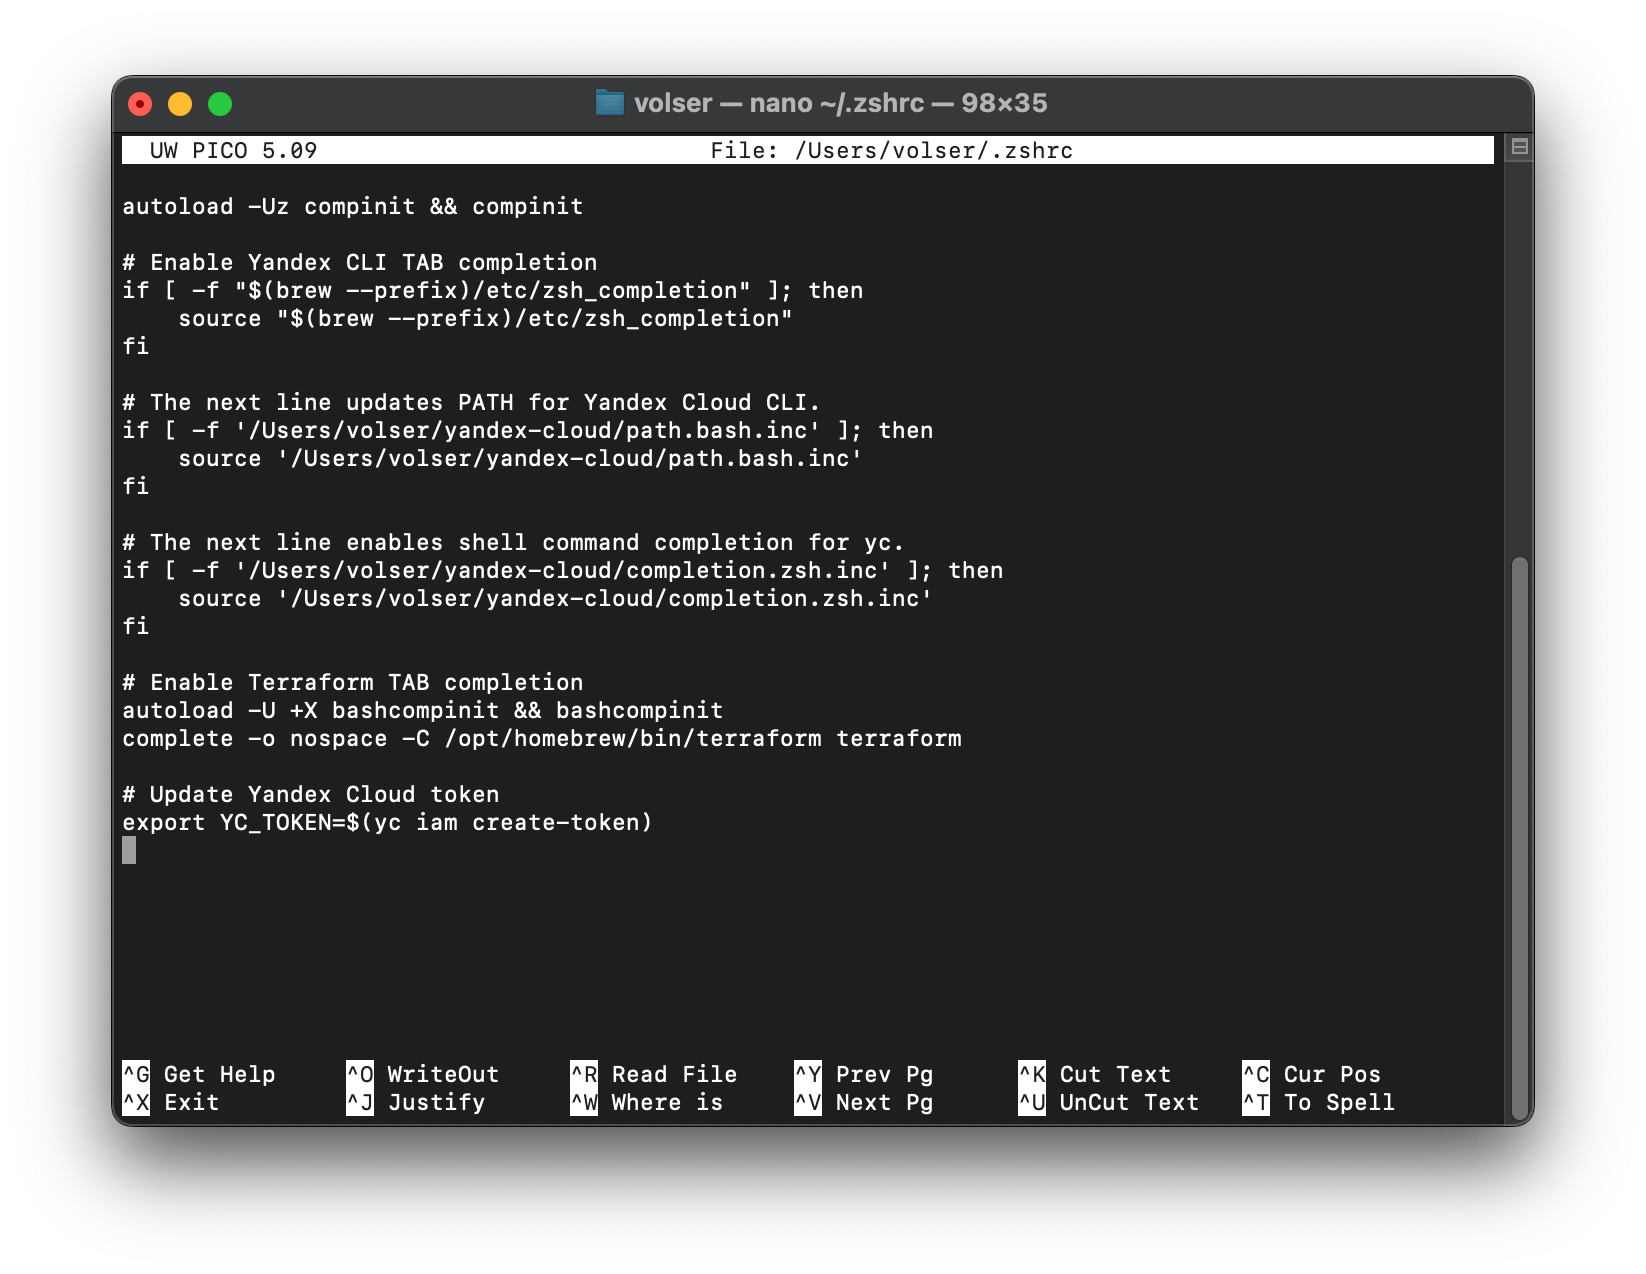 volser — nano ~/.zshrc — 98×35
UW PICO 5.09 File: /Users/volser/.zshrc
autoload -Uz compinit && compinit
# Enable Yandex CLI TAB completion
if [ -f "$(brew --prefix)/etc/zsh_completion" ]; then
    source "$(brew --prefix)/etc/zsh_completion"
fi
# The next line updates PATH for Yandex Cloud CLI.
if [ -f '/Users/volser/yandex-cloud/path.bash.inc' ]; then
    source '/Users/volser/yandex-cloud/path.bash.inc'
fi
# The next line enables shell command completion for yc.
if [ -f '/Users/volser/yandex-cloud/completion.zsh.inc' ]; then
    source '/Users/volser/yandex-cloud/completion.zsh.inc'
fi
# Enable Terraform TAB completion
autoload -U +X bashcompinit && bashcompinit
complete -o nospace -C /opt/homebrew/bin/terraform terraform
# Update Yandex Cloud token
export YC_TOKEN=$(yc iam create-token)
^G Get Help ^O WriteOut ^R Read File ^Y Prev Pg ^K Cut Text ^C Cur Pos
^X Exit ^J Justify ^W Where is ^V Next Pg ^U UnCut Text ^T To Spell